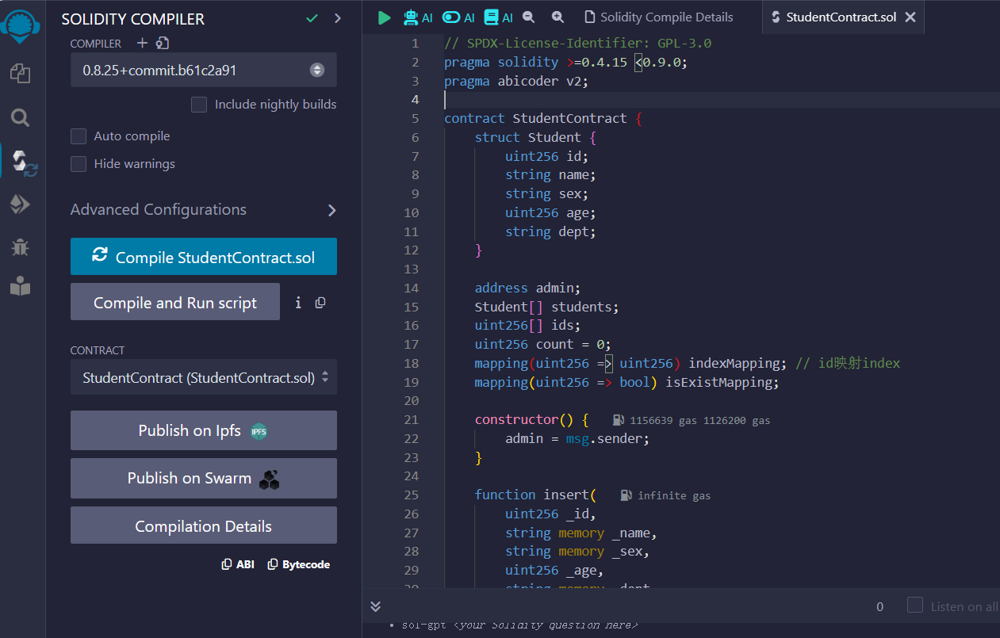 SOLIDITY COMPILER
COMPILER
0.8.25+commit.b61c2a91
Include nightly builds
Auto compile
Hide warnings
Advanced Configurations
Compile StudentContract.sol
Compile and Run script
i
CONTRACT
StudentContract (StudentContract.sol)
Publish on Ipfs IPFS
Publish on Swarm
Compilation Details
ABI Bytecode
AI AI AI Solidity Compile Details StudentContract.sol
1 // SPDX-License-Identifier: GPL-3.0
2 pragma solidity >=0.4.15 <0.9.0;
3 pragma abicoder v2;
4
5 contract StudentContract {
6 struct Student {
7 uint256 id;
8 string name;
9 string sex;
10 uint256 age;
11 string dept;
12 }
13
14 address admin;
15 Student[] students;
16 uint256[] ids;
17 uint256 count = 0;
18 mapping(uint256 => uint256) indexMapping; // id映射index
19 mapping(uint256 => bool) isExistMapping;
20
21 constructor() { 1156639 gas 1126200 gas
22 admin = msg.sender;
23 }
24
25 function insert( infinite gas
26 uint256 _id,
27 string memory _name,
28 string memory _sex,
29 uint256 _age,
30 string memory _dept
0 Listen on all
• sol-gpt <your Solidity question here>